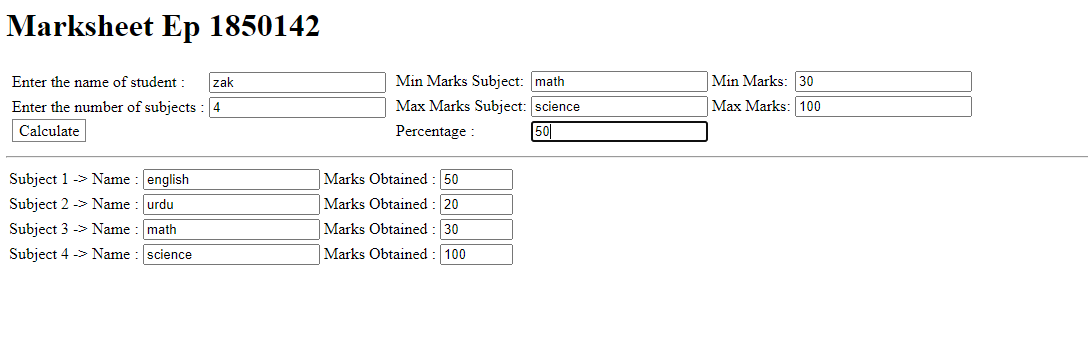 Marksheet Ep 1850142
Enter the name of student : zak Min Marks Subject: math Min Marks: 30
Enter the number of subjects : 4 Max Marks Subject: science Max Marks: 100
Calculate Percentage : 50
Subject 1 -> Name : english Marks Obtained : 50
Subject 2 -> Name : urdu Marks Obtained : 20
Subject 3 -> Name : math Marks Obtained : 30
Subject 4 -> Name : science Marks Obtained : 100